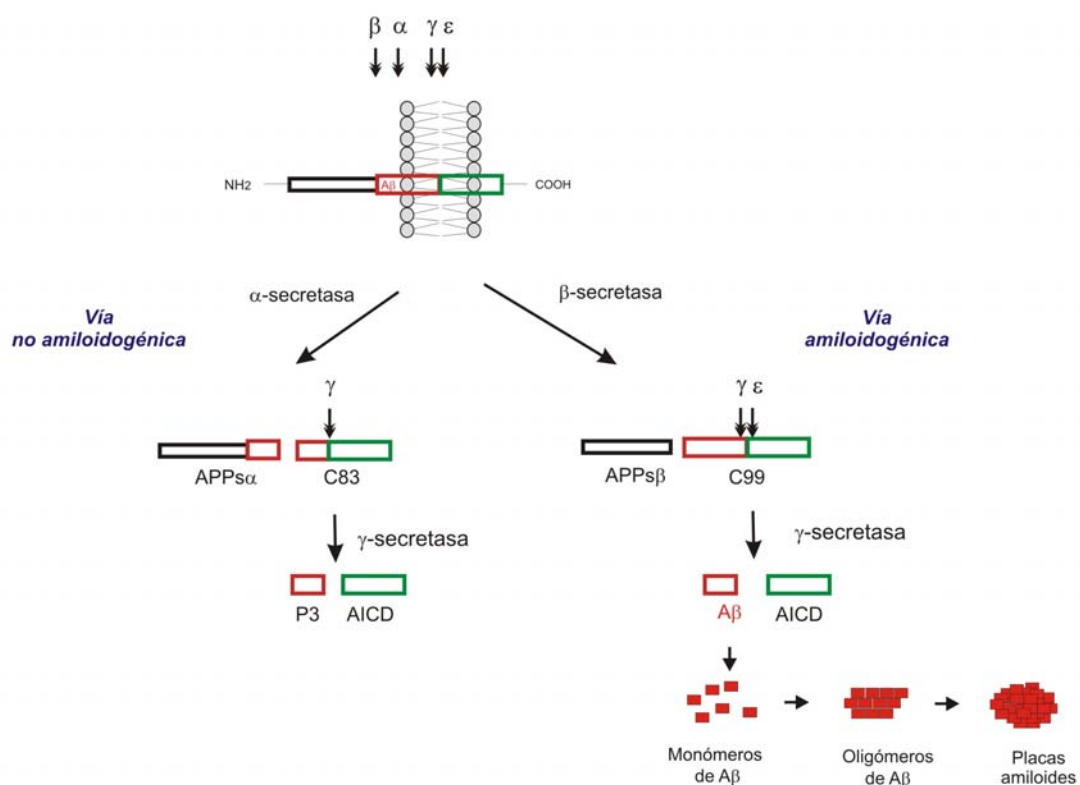 β α γ ε
NH2 Aβ COOH
α-secretasa β-secretasa
Vía
no amiloidogénica
Vía
amiloidogénica
γ
γ ε
APPsα C83
APPsβ C99
γ-secretasa
γ-secretasa
P3 AICD
Aβ AICD
Monómeros
de Aβ
Oligómeros
de Aβ
Placas
amiloides